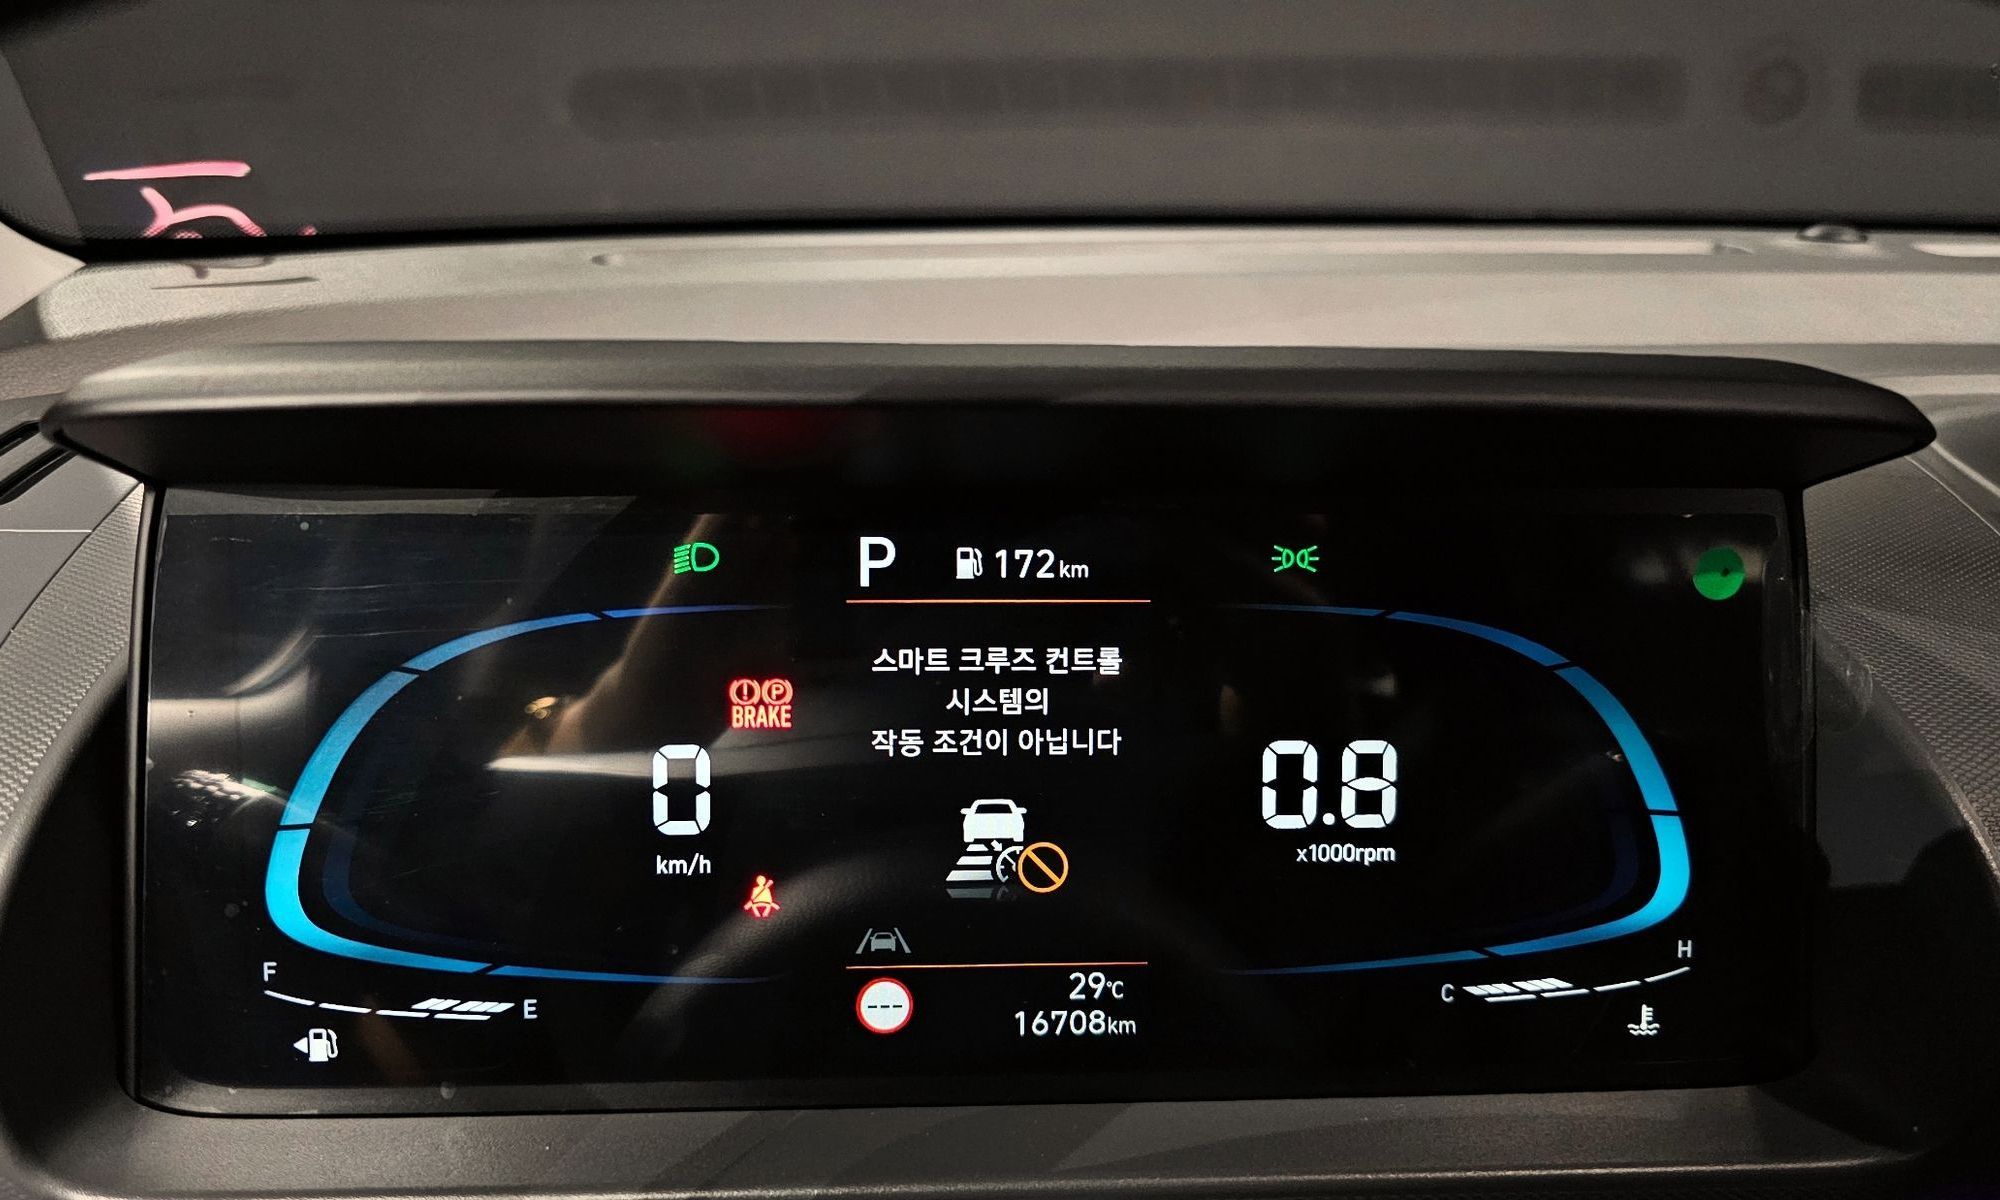 P 172km
스마트 크루즈 컨트롤
시스템의
작동 조건이 아닙니다
BRAKE
0
km/h
0.8
x1000rpm
F
E
C
H
---
29℃
16708km